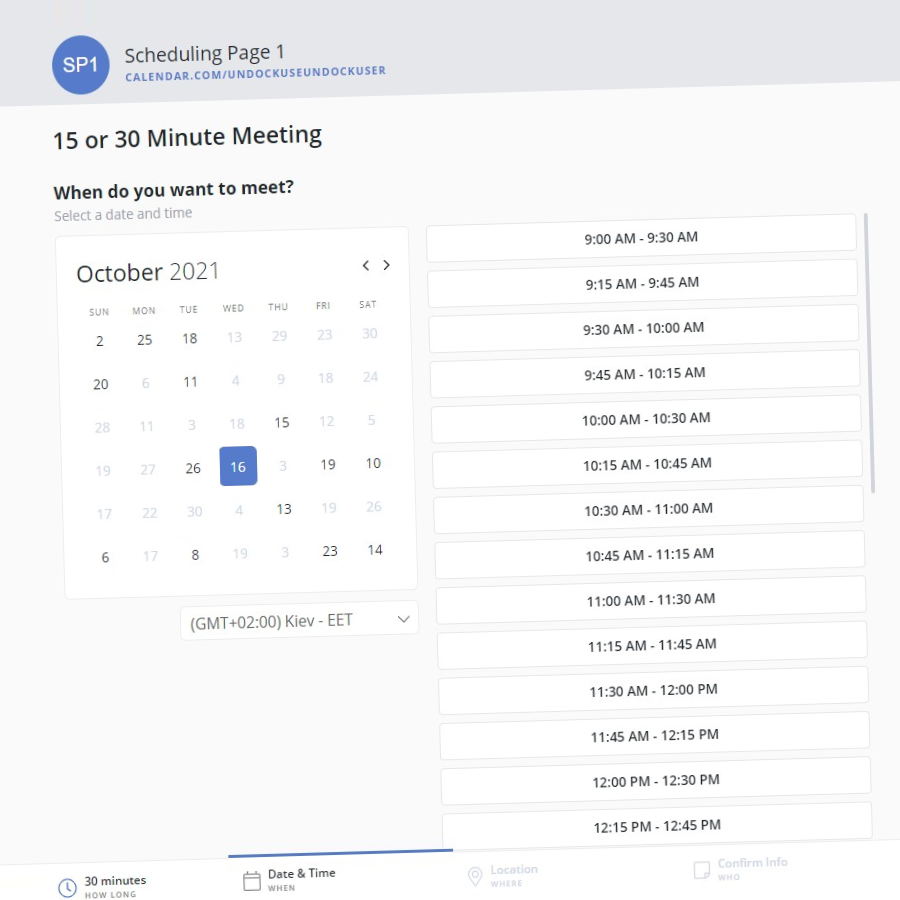 SP1
Scheduling Page 1
CALENDAR.COM/UNDOCKUSEUNDOCKUSER
15 or 30 Minute Meeting
When do you want to meet?
Select a date and time
October 2021
SUN MON TUE WED THU FRI SAT
2 25 18 13 29 23 30
20 6 11 4 9 18 24
28 11 3 18 15 12 5
19 27 26 16 3 19 10
17 22 30 4 13 19 26
6 17 8 19 3 23 14
(GMT+02:00) Kiev - EET
9:00 AM - 9:30 AM
9:15 AM - 9:45 AM
9:30 AM - 10:00 AM
9:45 AM - 10:15 AM
10:00 AM - 10:30 AM
10:15 AM - 10:45 AM
10:30 AM - 11:00 AM
10:45 AM - 11:15 AM
11:00 AM - 11:30 AM
11:15 AM - 11:45 AM
11:30 AM - 12:00 PM
11:45 AM - 12:15 PM
12:00 PM - 12:30 PM
12:15 PM - 12:45 PM
30 minutes
HOW LONG
Date & Time
WHEN
Location
WHERE
Confirm Info
WHO